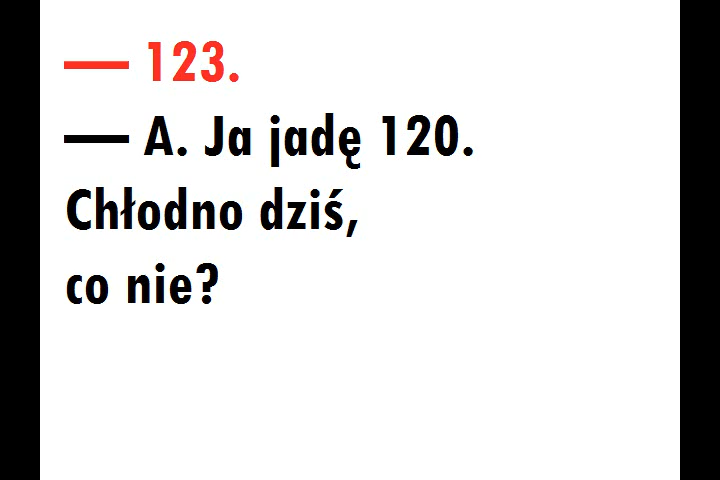 — 123.
— A. Ja jadę 120.
Chłodno dziś,
co nie?